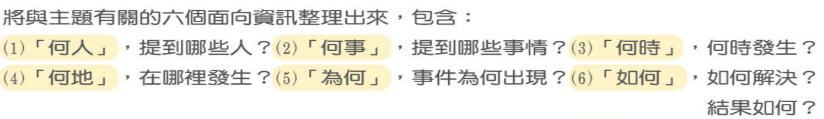 將與主題有關的六個面向資訊整理出來，包含：
(1)「何人」，提到哪些人？(2)「何事」，提到哪些事情？(3)「何時」，何時發生？
(4)「何地」，在哪裡發生？(5)「為何」，事件為何出現？(6)「如何」，如何解決？
結果如何？